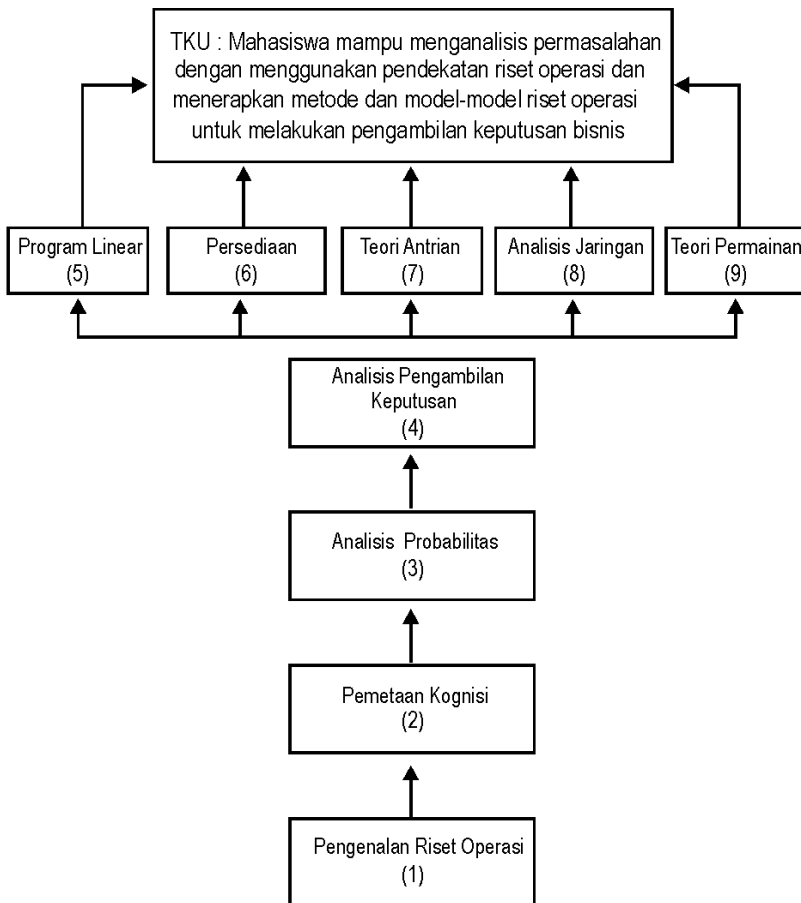 TKU : Mahasiswa mampu menganalisis permasalahan
dengan menggunakan pendekatan riset operasi dan
menerapkan metode dan model-model riset operasi
untuk melakukan pengambilan keputusan bisnis
Program Linear
(5)
Persediaan
(6)
Teori Antrian
(7)
Analisis Jaringan
(8)
Teori Permainan
(9)
Analisis Pengambilan
Keputusan
(4)
Analisis Probabilitas
(3)
Pemetaan Kognisi
(2)
Pengenalan Riset Operasi
(1)